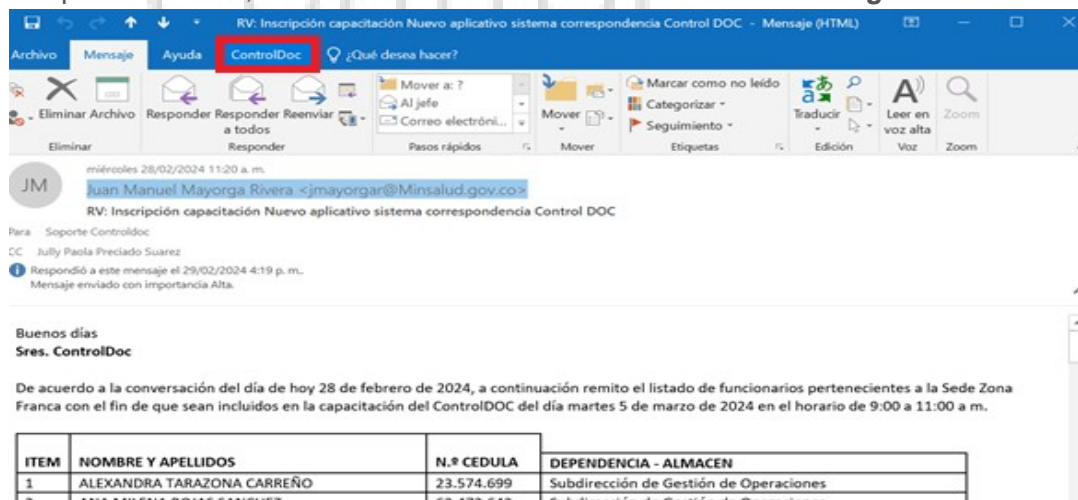 RV: Inscripción capacitación Nuevo aplicativo sistema correspondencia Control DOC - Mensaje (HTML)
Archivo Mensaje Ayuda ControlDoc ¿Qué desea hacer?
Eliminar Archivo
Responder Responder a todos Reenviar
Mover a: ?
Al jefe
Correo electróni...
Mover
Marcar como no leído
Categorizar
Seguimiento
Traducir
Leer en voz alta
Zoom
Eliminar Responder Pasos rápidos Mover Etiquetas Edición Voz Zoom
miércoles 28/02/2024 11:20 a. m.
JM
Juan Manuel Mayorga Rivera <jmayorgar@Minsalud.gov.co>
RV: Inscripción capacitación Nuevo aplicativo sistema correspondencia Control DOC
Para Soporte Controldoc
CC Jully Paola Preciado Suarez
Respondió a este mensaje el 29/02/2024 4:19 p. m..
Mensaje enviado con importancia Alta.
Buenos días
Sres. ControlDoc
De acuerdo a la conversación del día de hoy 28 de febrero de 2024, a continuación remito el listado de funcionarios pertenecientes a la Sede Zona
Franca con el fin de que sean incluidos en la capacitación del ControlDOC del día martes 5 de marzo de 2024 en el horario de 9:00 a 11:00 a m.
ITEM NOMBRE Y APELLIDOS N.º CEDULA DEPENDENCIA - ALMACEN
1 ALEXANDRA TARAZONA CARREÑO 23.574.699 Subdirección de Gestión de Operaciones